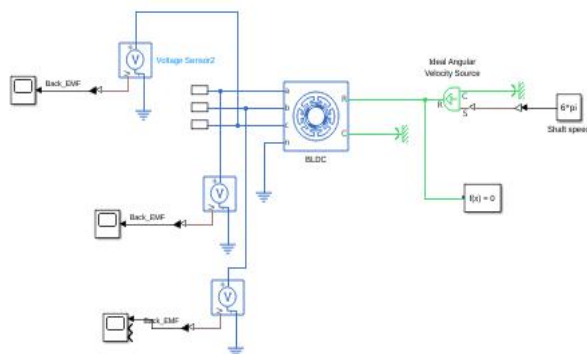 V
Voltage Sensor2
Back_EMF
Ideal Angular
Velocity Source
a
b
c
n
R
C
BLDC
R
C
S
6*pi
Shaft speed
f(x) = 0
V
Back_EMF
V
Back_EMF